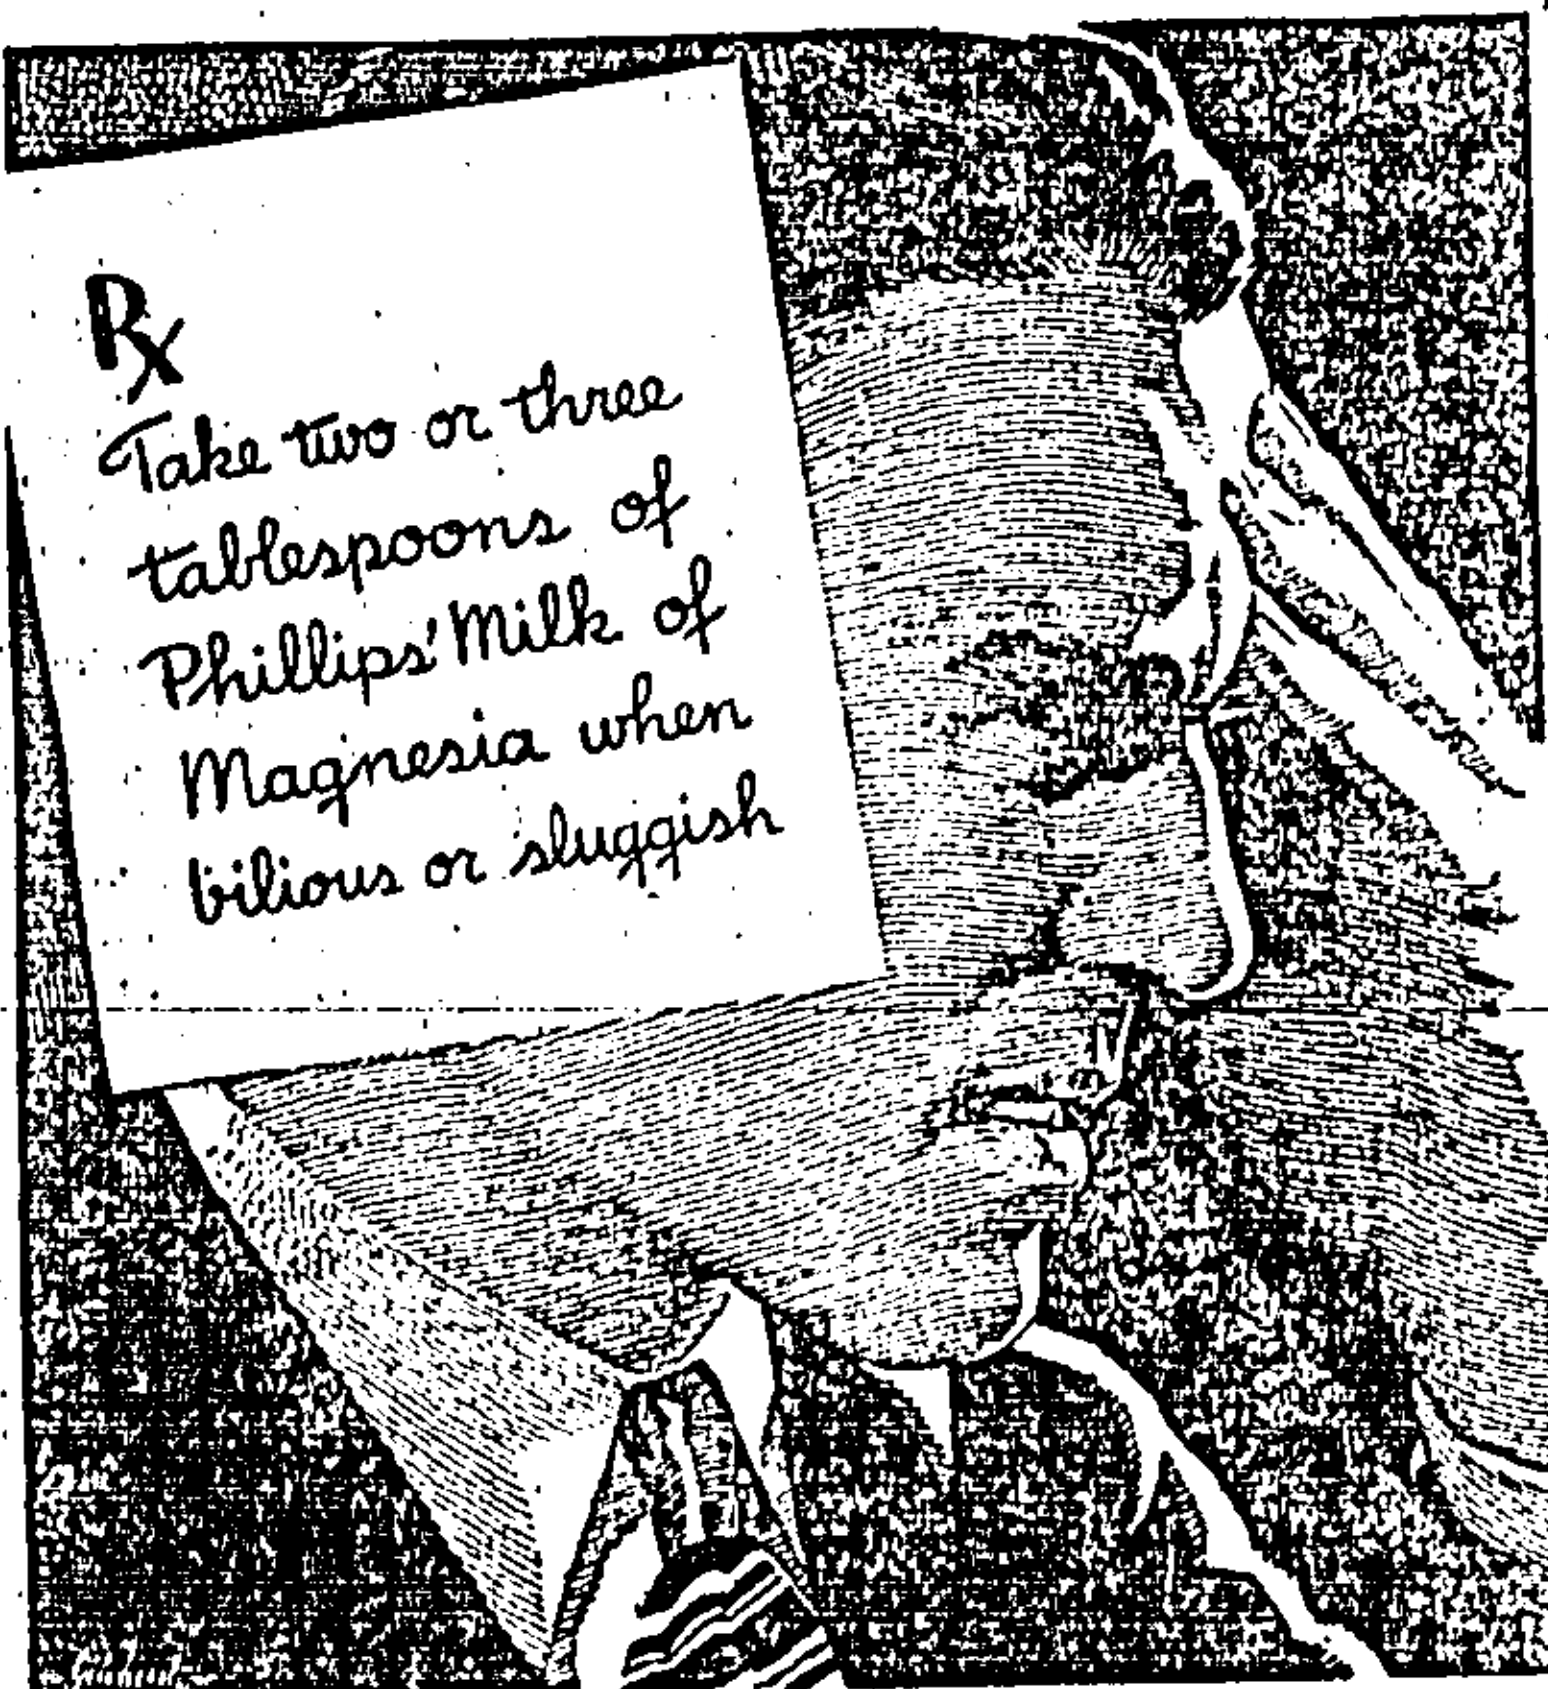 Rx
Take two or three
tablespoons of
Phillips' Milk of
Magnesia when
bilious or sluggish